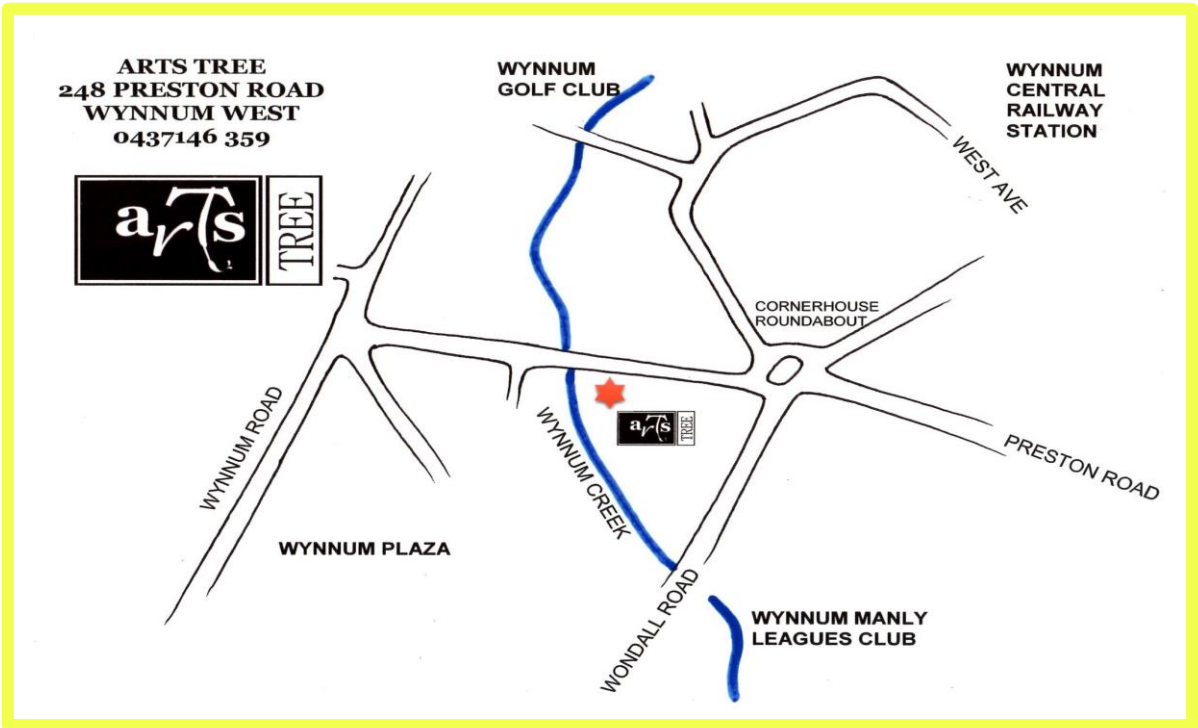 ARTS TREE
248 PRESTON ROAD
WYNNUM WEST
0437146 359
arTs
TREE
WYNNUM
GOLF CLUB
WYNNUM
CENTRAL
RAILWAY
STATION
WEST AVE
CORNERHOUSE
ROUNDABOUT
WYNNUM ROAD
arTs
TREE
WYNNUM CREEK
PRESTON ROAD
WYNNUM PLAZA
WONDALL ROAD
WYNNUM MANLY
LEAGUES CLUB